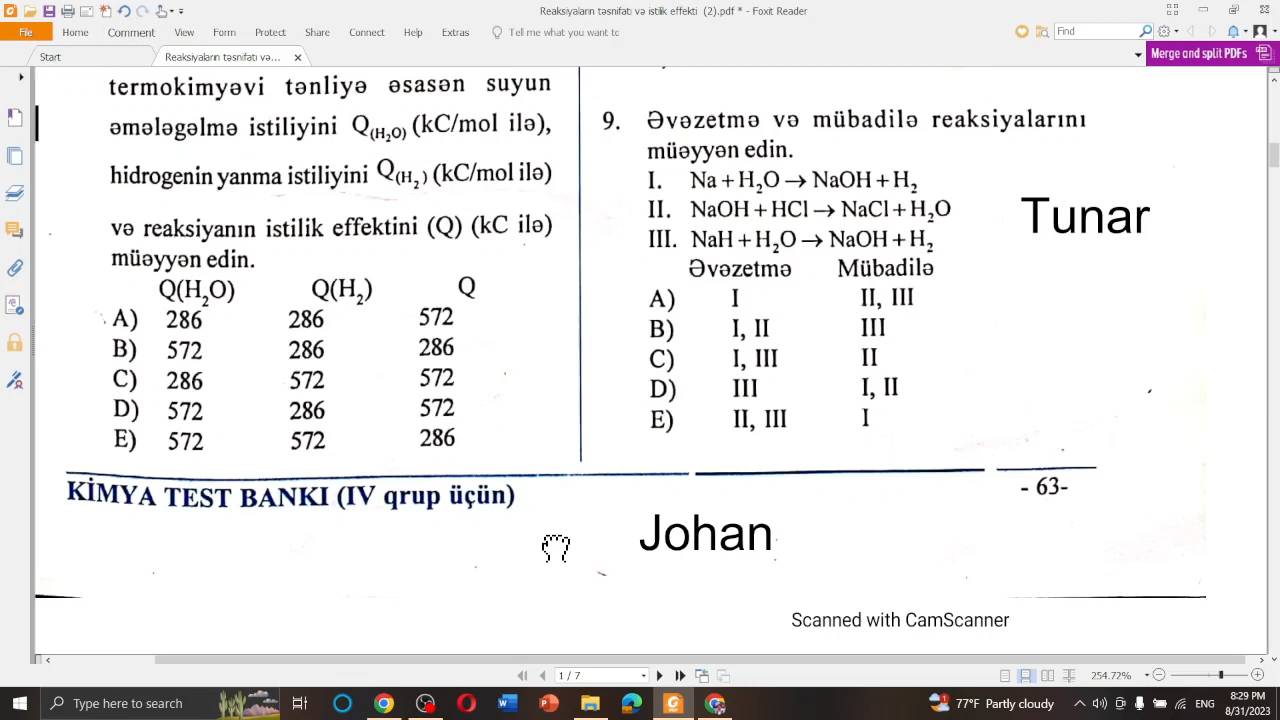 Reaksiyaların təsnifatı və istilik effekti (2).pdf * - Foxit Reader
File Home Comment View Form Protect Share Connect Help Extras Tell me what you want to Find
Start Reaksiyaların təsnifatı və... Merge and split PDFs
termokimyəvi tənliyə əsasən suyun
əmələgəlmə istiliyini Q(H₂O) (kC/mol ilə),
hidrogenin yanma istiliyini Q(H₂) (kC/mol ilə)
və reaksiyanın istilik effektini (Q) (kC ilə)
müəyyən edin.
Q(H₂O) Q(H₂) Q
A) 286 286 572
B) 572 286 286
C) 286 572 572
D) 572 286 572
E) 572 572 286
9. Əvəzetmə və mübadilə reaksiyalarını
müəyyən edin.
I. Na + H₂O → NaOH + H₂
II. NaOH + HCl → NaCl + H₂O
III. NaH + H₂O → NaOH + H₂
Əvəzetmə Mübadilə
A) I II, III
B) I, II III
C) I, III II
D) III I, II
E) II, III I
Tunar
KİMYA TEST BANKI (IV qrup üçün)
- 63-
Johan
Scanned with CamScanner
1 / 7 254.72%
Type here to search 77°F Partly cloudy 8:29 PM
8/31/2023